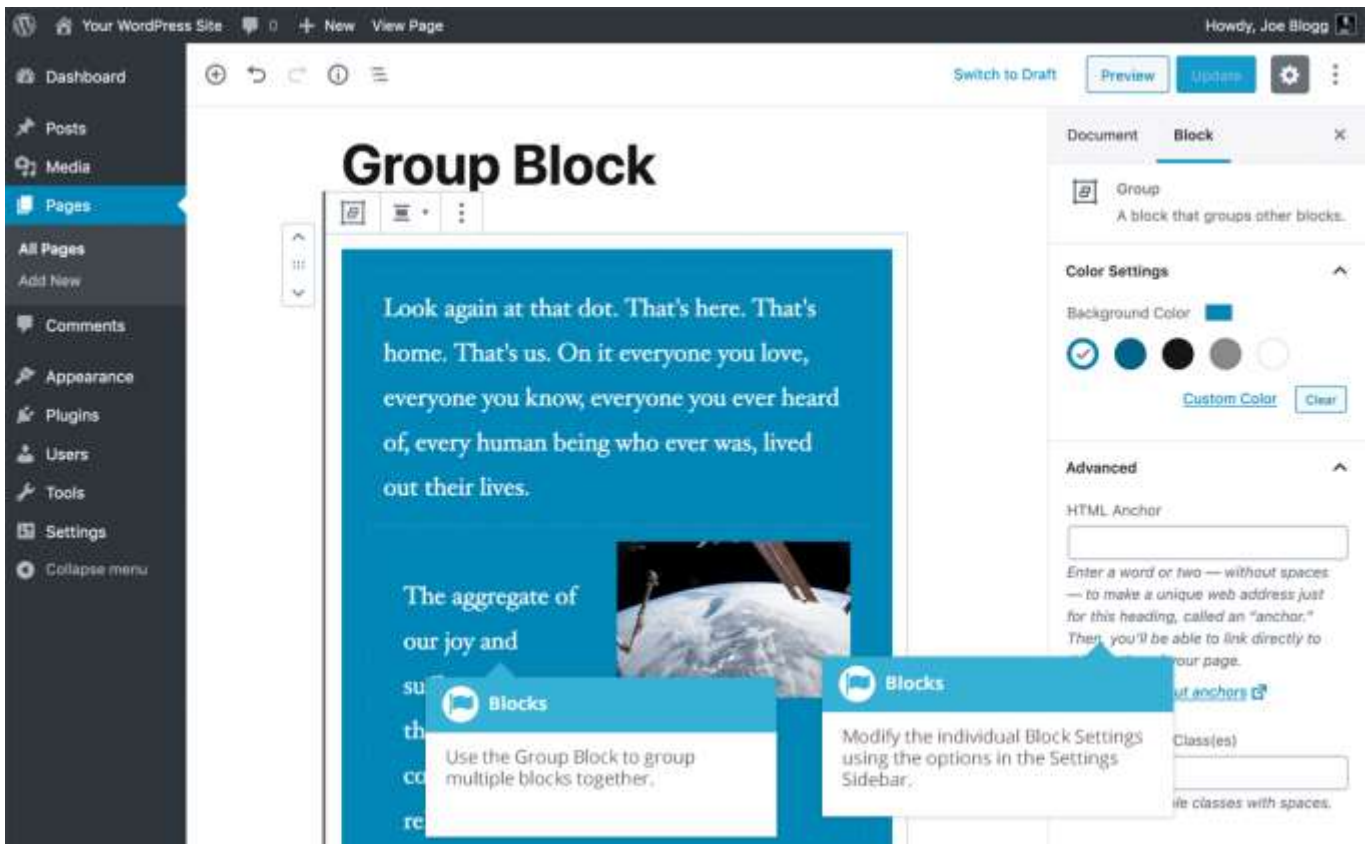 Your WordPress Site 0 + New View Page Howdy, Joe Blogg
Dashboard
Posts
Media
Pages
All Pages
Add New
Comments
Appearance
Plugins
Users
Tools
Settings
Collapse menu
Switch to Draft Preview Update
Group Block
Look again at that dot. That's here. That's
home. That's us. On it everyone you love,
everyone you know, everyone you ever heard
of, every human being who ever was, lived
out their lives.
The aggregate of
our joy and
su
th
co
re
Blocks
Use the Group Block to group
multiple blocks together.
Document Block
Group
A block that groups other blocks.
Color Settings
Background Color
Custom Color Clear
Advanced
HTML Anchor
Enter a word or two — without spaces
— to make a unique web address just
for this heading, called an "anchor."
Then, you'll be able to link directly to
your page.
anchors
Class(es)
classes with spaces.
Blocks
Modify the individual Block Settings
using the options in the Settings
Sidebar.